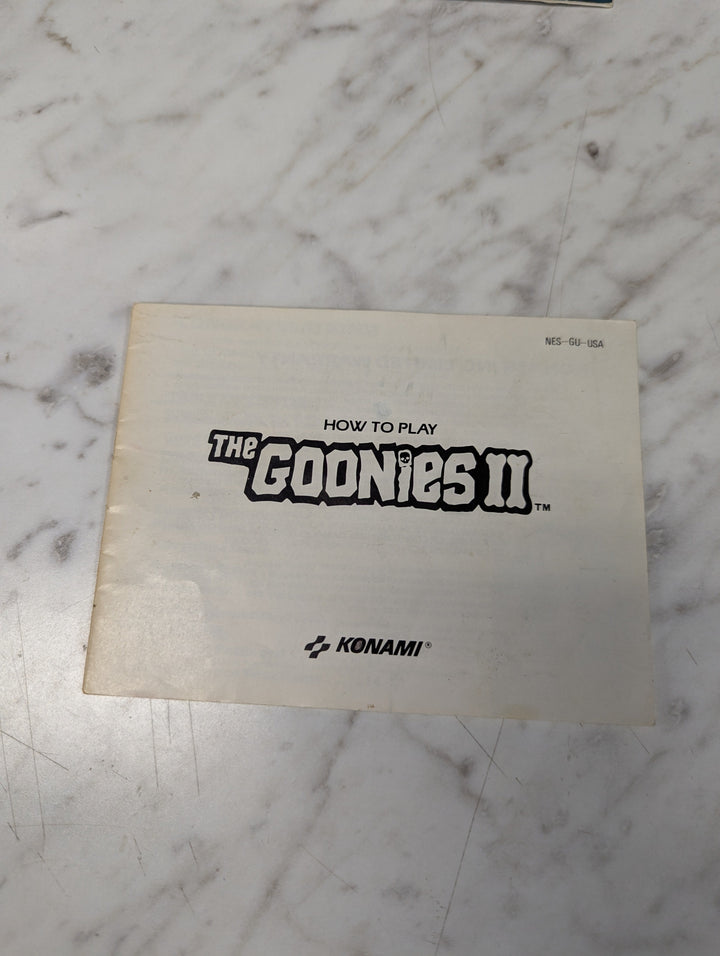 NES-GU-USA
HOW TO PLAY
THE GOONIES II ™
KONAMI®